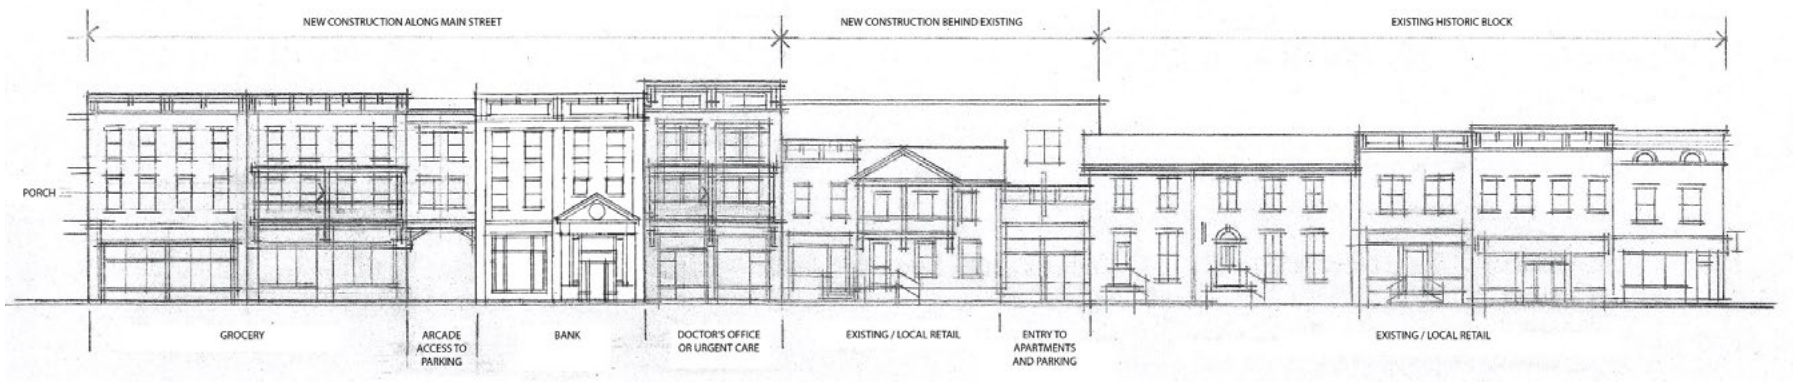 NEW CONSTRUCTION ALONG MAIN STREET
NEW CONSTRUCTION BEHIND EXISTING
EXISTING HISTORIC BLOCK
PORCH
GROCERY
ARCADE
ACCESS TO
PARKING
BANK
DOCTOR'S OFFICE
OR URGENT CARE
EXISTING / LOCAL RETAIL
ENTRY TO
APARTMENTS
AND PARKING
EXISTING / LOCAL RETAIL